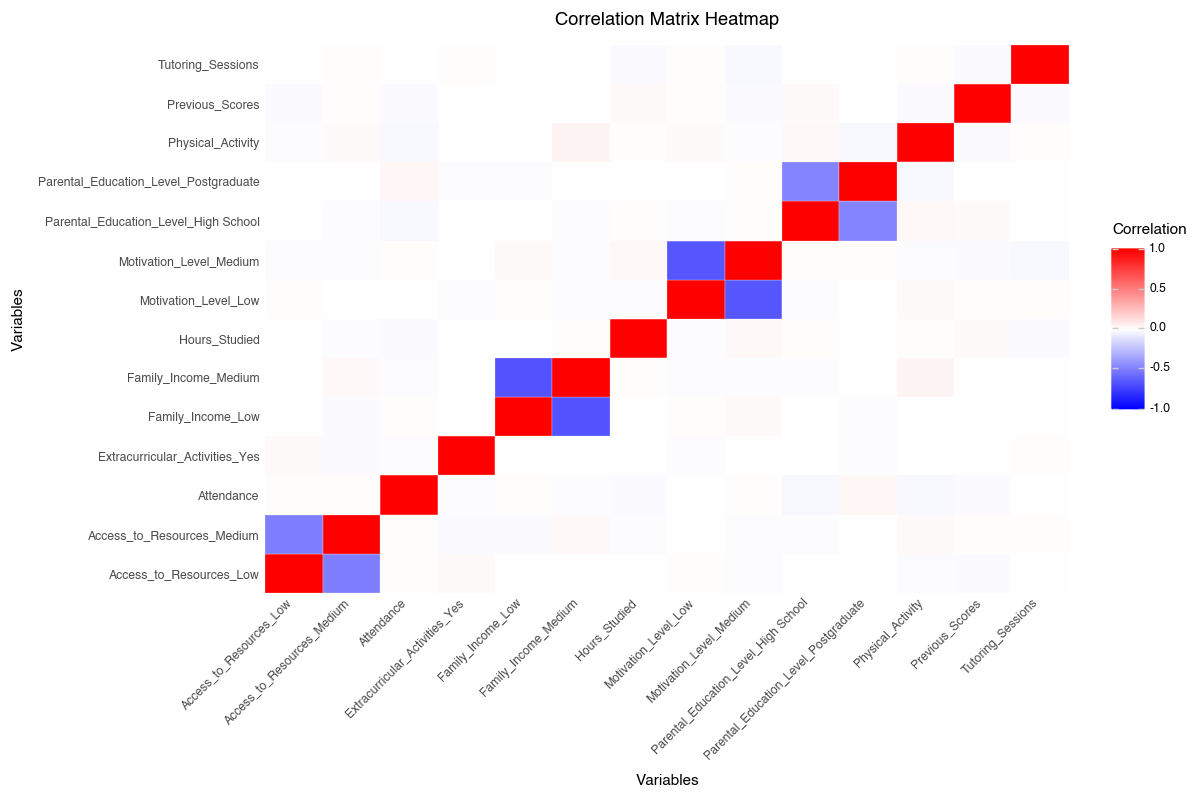 Correlation Matrix Heatmap
Variables
Tutoring_Sessions
Previous_Scores
Physical_Activity
Parental_Education_Level_Postgraduate
Parental_Education_Level_High School
Motivation_Level_Medium
Motivation_Level_Low
Hours_Studied
Family_Income_Medium
Family_Income_Low
Extracurricular_Activities_Yes
Attendance
Access_to_Resources_Medium
Access_to_Resources_Low
Access_to_Resources_Low
Access_to_Resources_Medium
Attendance
Extracurricular_Activities_Yes
Family_Income_Low
Family_Income_Medium
Hours_Studied
Motivation_Level_Low
Motivation_Level_Medium
Parental_Education_Level_High School
Parental_Education_Level_Postgraduate
Physical_Activity
Previous_Scores
Tutoring_Sessions
Variables
Correlation
1.0
0.5
0.0
-0.5
-1.0